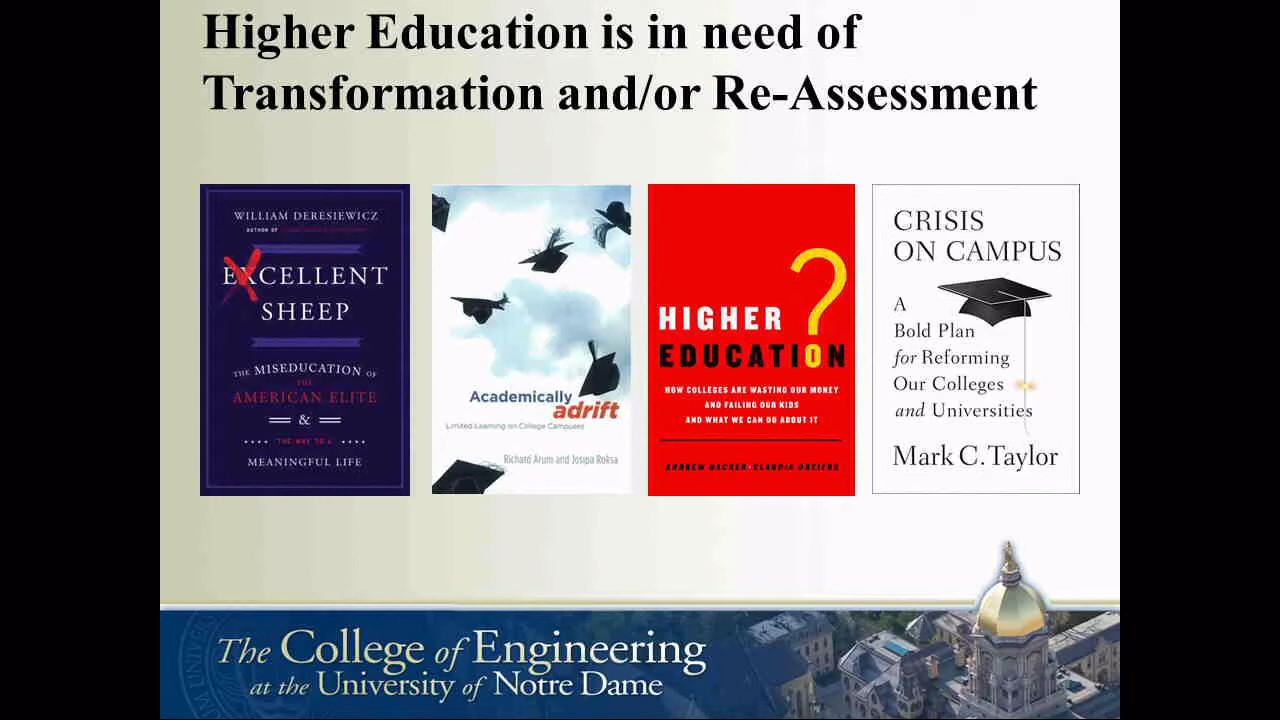 Higher Education is in need of
Transformation and/or Re-Assessment
WILLIAM DERESIEWICZ
AUTHOR OF
EXCELLENT
SHEEP
THE MISEDUCATION OF
THE
AMERICAN ELITE
&
THE WAY TO A
MEANINGFUL LIFE
Academically
adrift
Limited Learning on College Campuses
Richard Arum and Josipa Roksa
?
HIGHER
EDUCATION
HOW COLLEGES ARE WASTING OUR MONEY
AND FAILING OUR KIDS
AND WHAT WE CAN DO ABOUT IT
ANDREW HACKER • CLAUDIA DREIFUS
CRISIS
ON CAMPUS
A
Bold Plan
for Reforming
Our Colleges
and Universities
Mark C. Taylor
The College of Engineering
at the University of Notre Dame